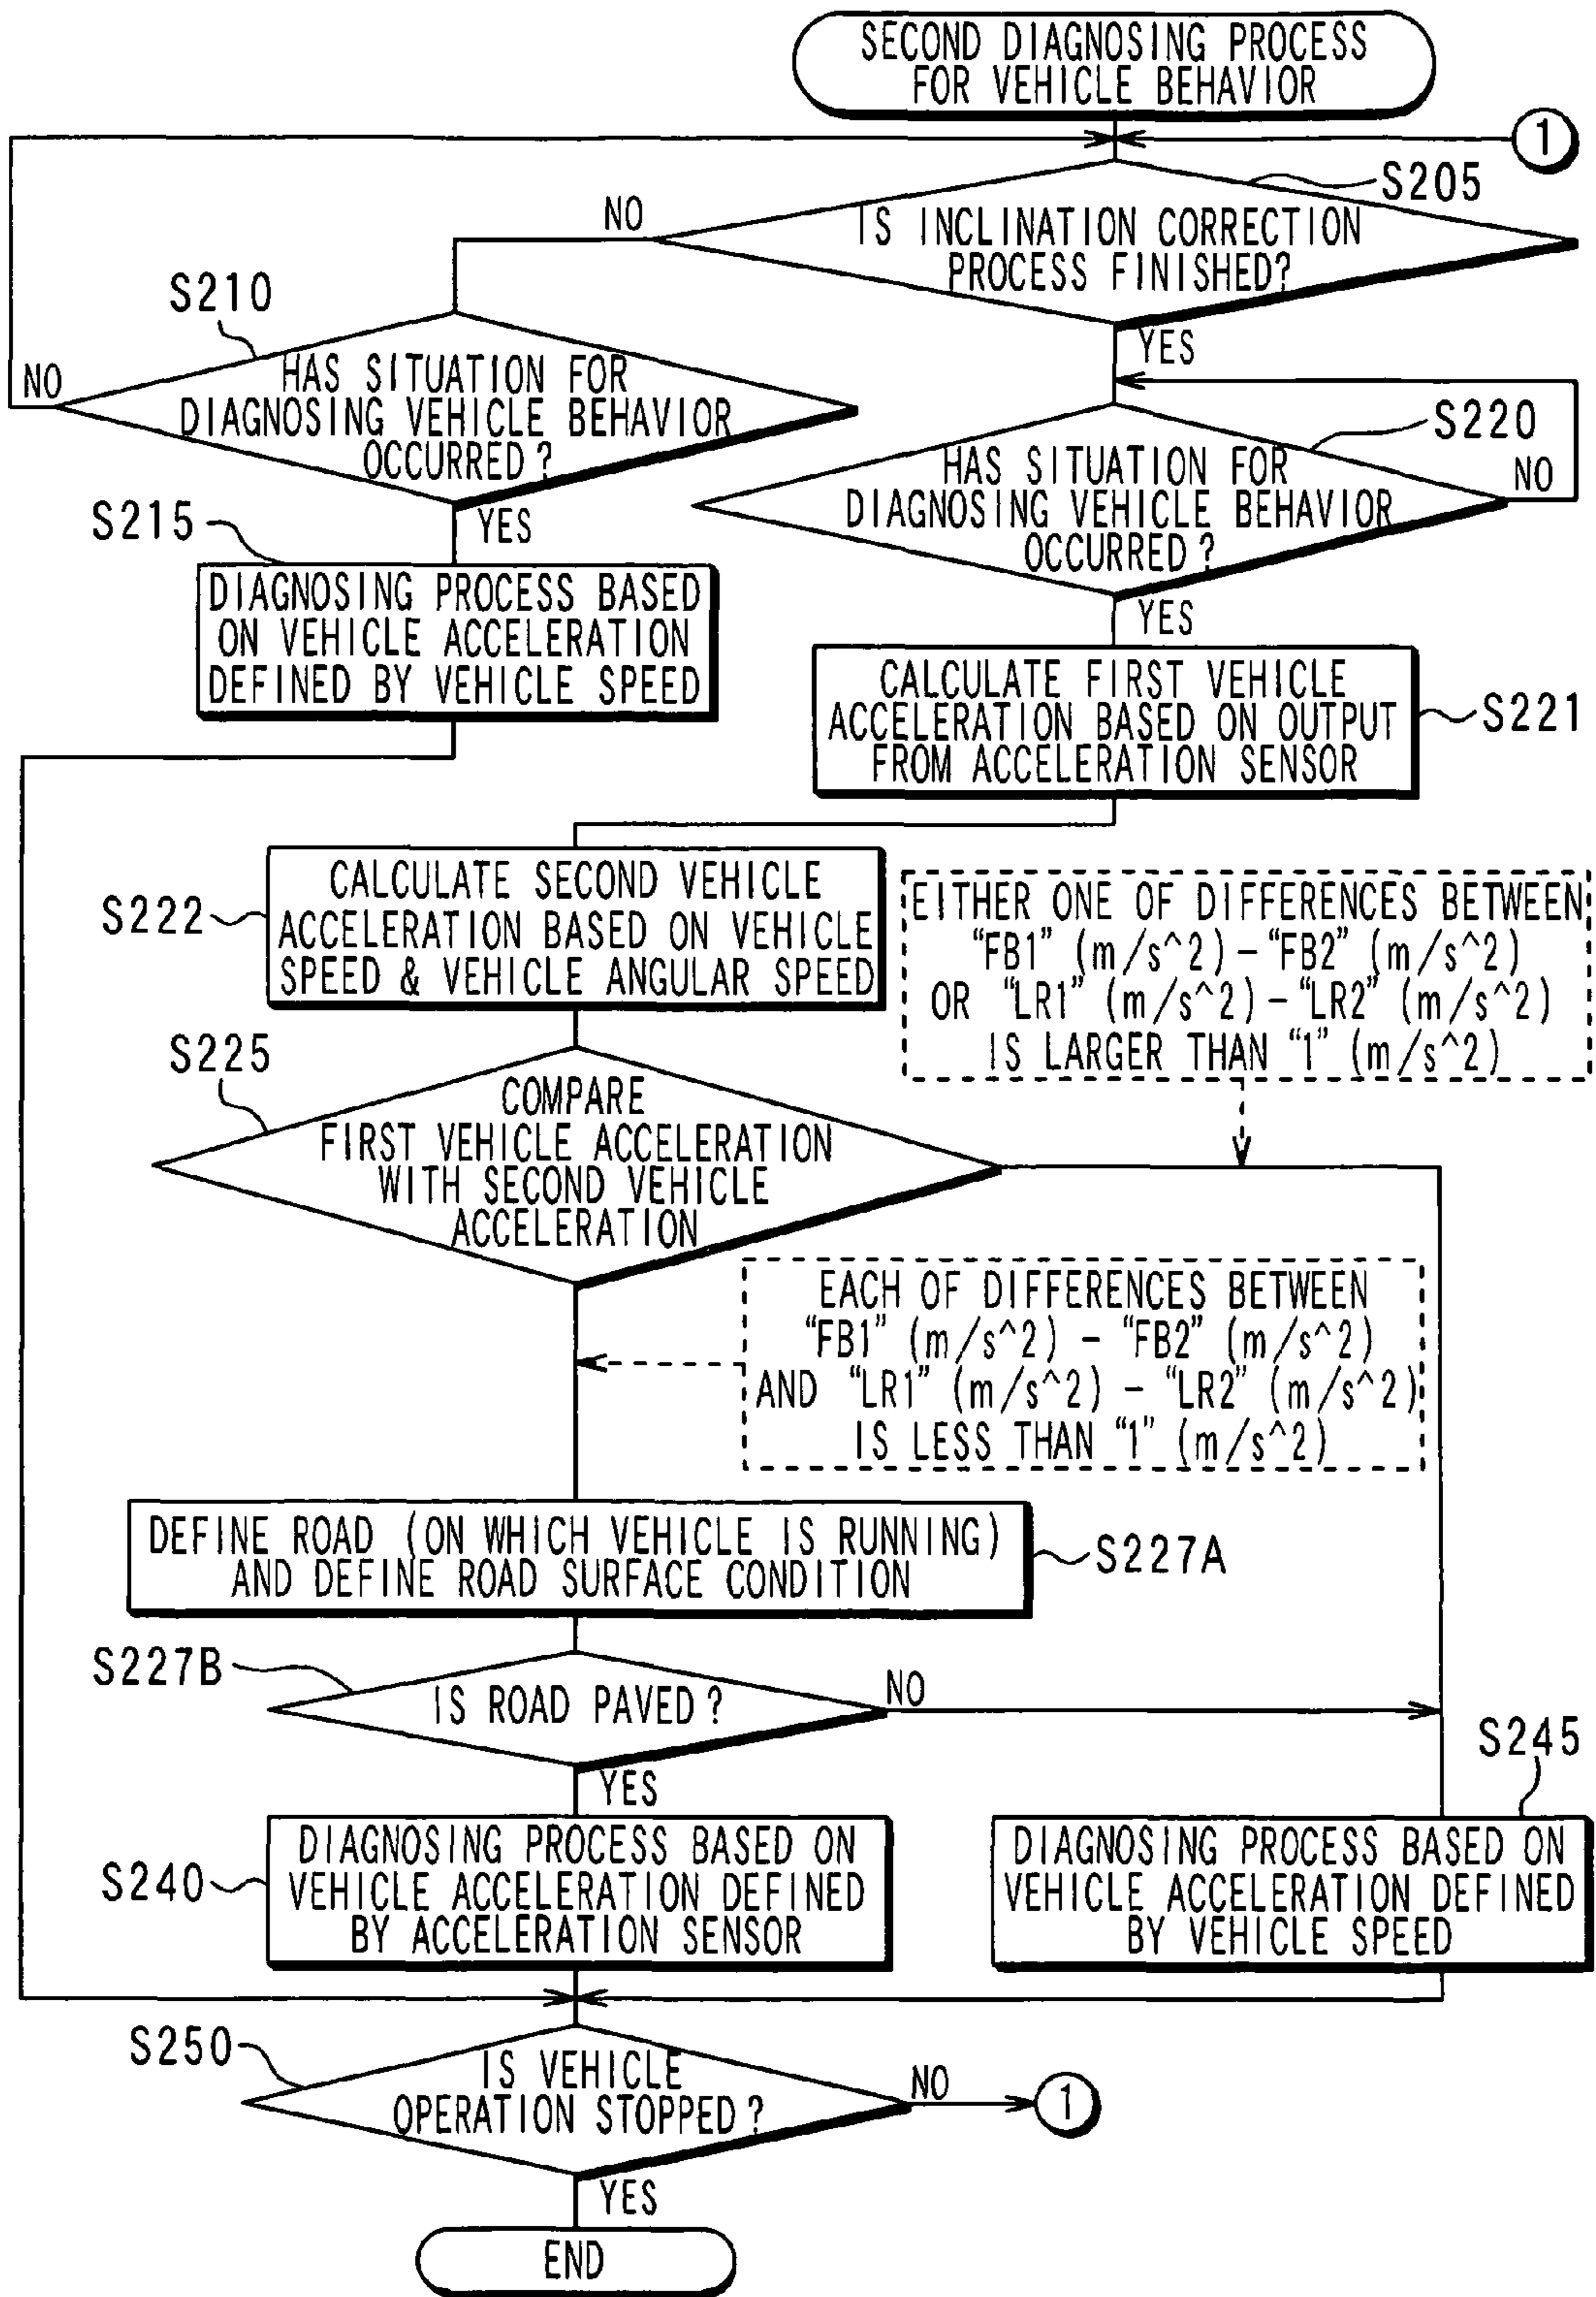 SECOND DIAGNOSING PROCESS
FOR VEHICLE BEHAVIOR
1
S205
NO
IS INCLINATION CORRECTION
PROCESS FINISHED?
YES
S210
NO
HAS SITUATION FOR
DIAGNOSING VEHICLE BEHAVIOR
OCCURRED?
YES
S220
HAS SITUATION FOR
DIAGNOSING VEHICLE BEHAVIOR
OCCURRED?
NO
YES
S215
DIAGNOSING PROCESS BASED
ON VEHICLE ACCELERATION
DEFINED BY VEHICLE SPEED
CALCULATE FIRST VEHICLE
ACCELERATION BASED ON OUTPUT
FROM ACCELERATION SENSOR
S221
S222
CALCULATE SECOND VEHICLE
ACCELERATION BASED ON VEHICLE
SPEED & VEHICLE ANGULAR SPEED
EITHER ONE OF DIFFERENCES BETWEEN
“FB1” (m/s^2)-“FB2” (m/s^2)
OR “LR1” (m/s^2)-“LR2” (m/s^2)
IS LARGER THAN “1” (m/s^2)
S225
COMPARE
FIRST VEHICLE ACCELERATION
WITH SECOND VEHICLE
ACCELERATION
EACH OF DIFFERENCES BETWEEN
“FB1” (m/s^2) - “FB2” (m/s^2)
AND “LR1” (m/s^2) - “LR2” (m/s^2)
IS LESS THAN “1” (m/s^2)
DEFINE ROAD (ON WHICH VEHICLE IS RUNNING)
AND DEFINE ROAD SURFACE CONDITION
S227A
S227B
IS ROAD PAVED?
NO
YES
S240
DIAGNOSING PROCESS BASED ON
VEHICLE ACCELERATION DEFINED
BY ACCELERATION SENSOR
S245
DIAGNOSING PROCESS BASED ON
VEHICLE ACCELERATION DEFINED
BY VEHICLE SPEED
S250
IS VEHICLE
OPERATION STOPPED?
NO
1
YES
END